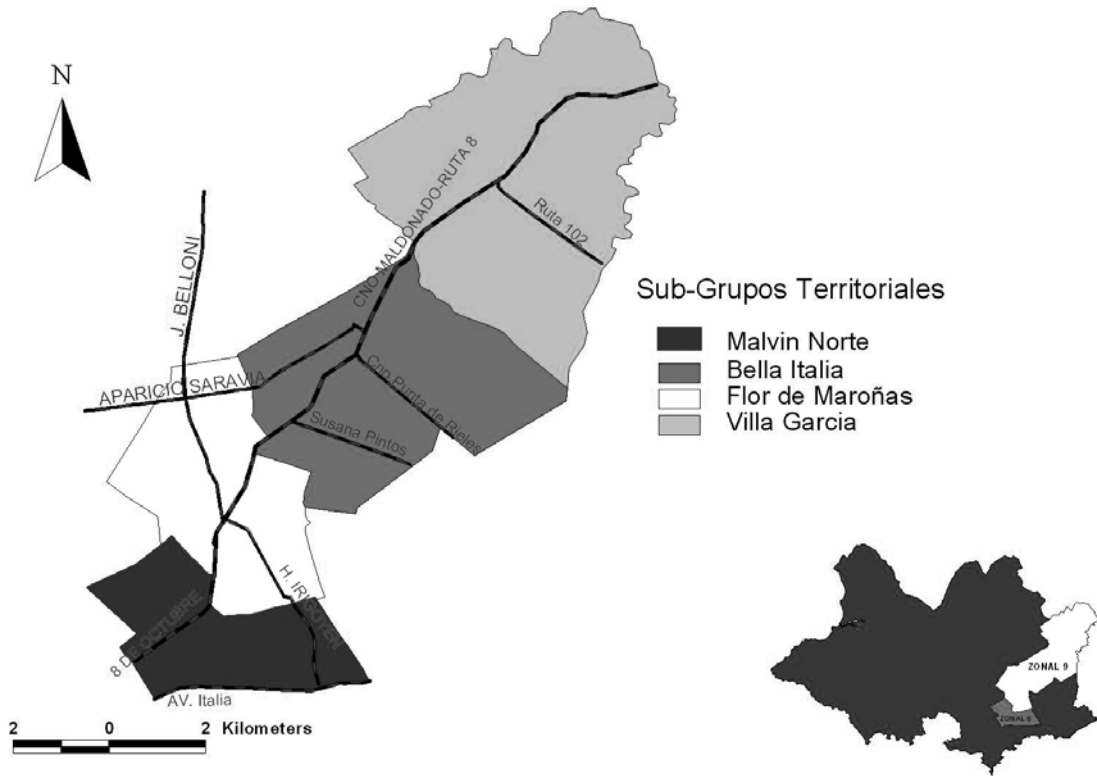 N
CNO MALDONADO-RUTA 8
Ruta 102
J. BELLONI
APARICIO SARAVIA
Cno Punta de Rieles
Susana Pintos
H. IRIGOYEN
8 DE OCTUBRE
AV. Italia
2 0 2 Kilometers
Sub-Grupos Territoriales
Malvin Norte
Bella Italia
Flor de Maroñas
Villa Garcia
ZONAL 9
ZONAL 6